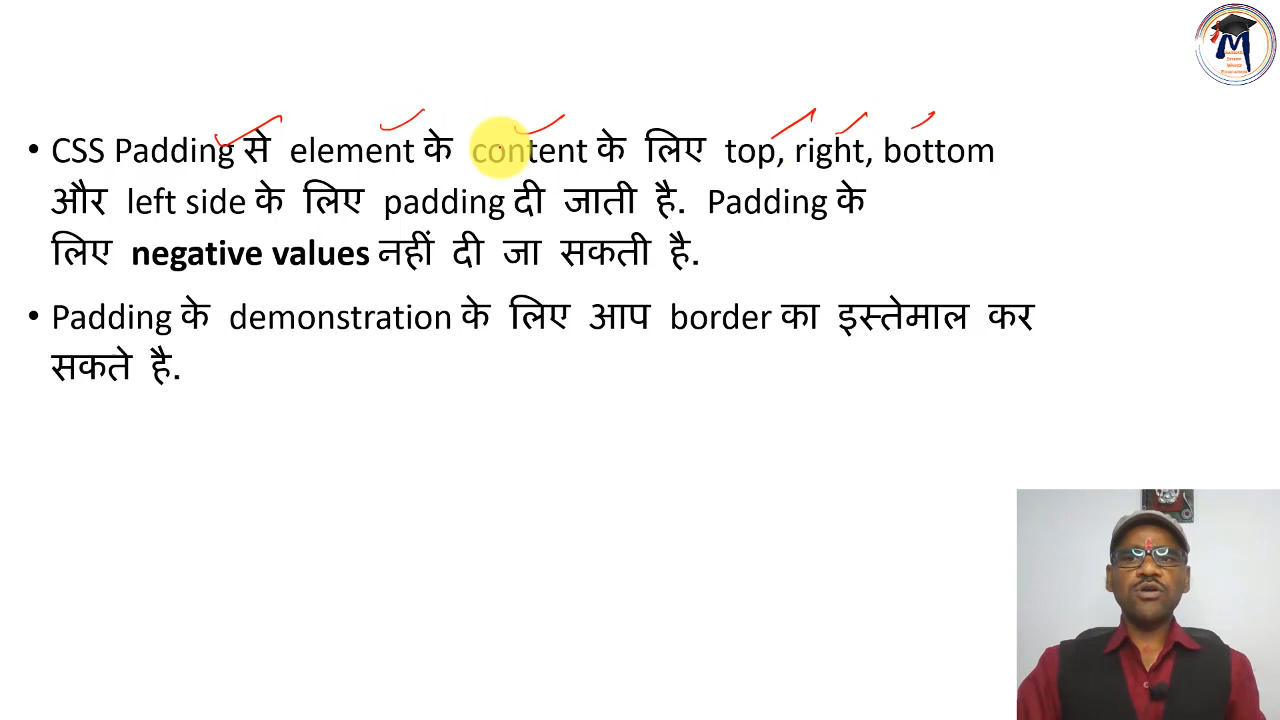 • CSS Padding से element के content के लिए top, right, bottom
और left side के लिए padding दी जाती है. Padding के
लिए negative values नहीं दी जा सकती है.
• Padding के demonstration के लिए आप border का इस्तेमाल कर
सकते है.